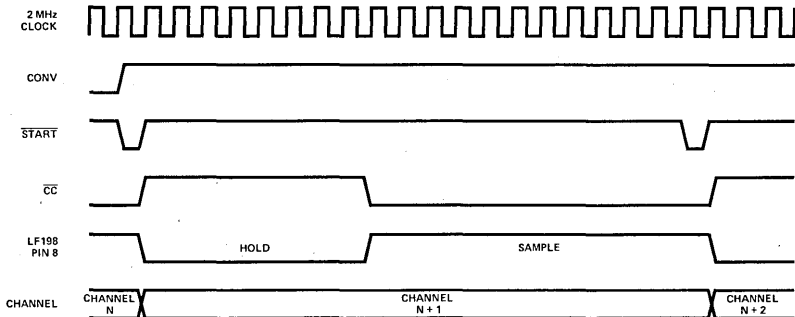 2 MHz
CLOCK
CONV
START
CC
LF198
PIN 8
HOLD
SAMPLE
CHANNEL
CHANNEL
N
CHANNEL
N + 1
CHANNEL
N + 2